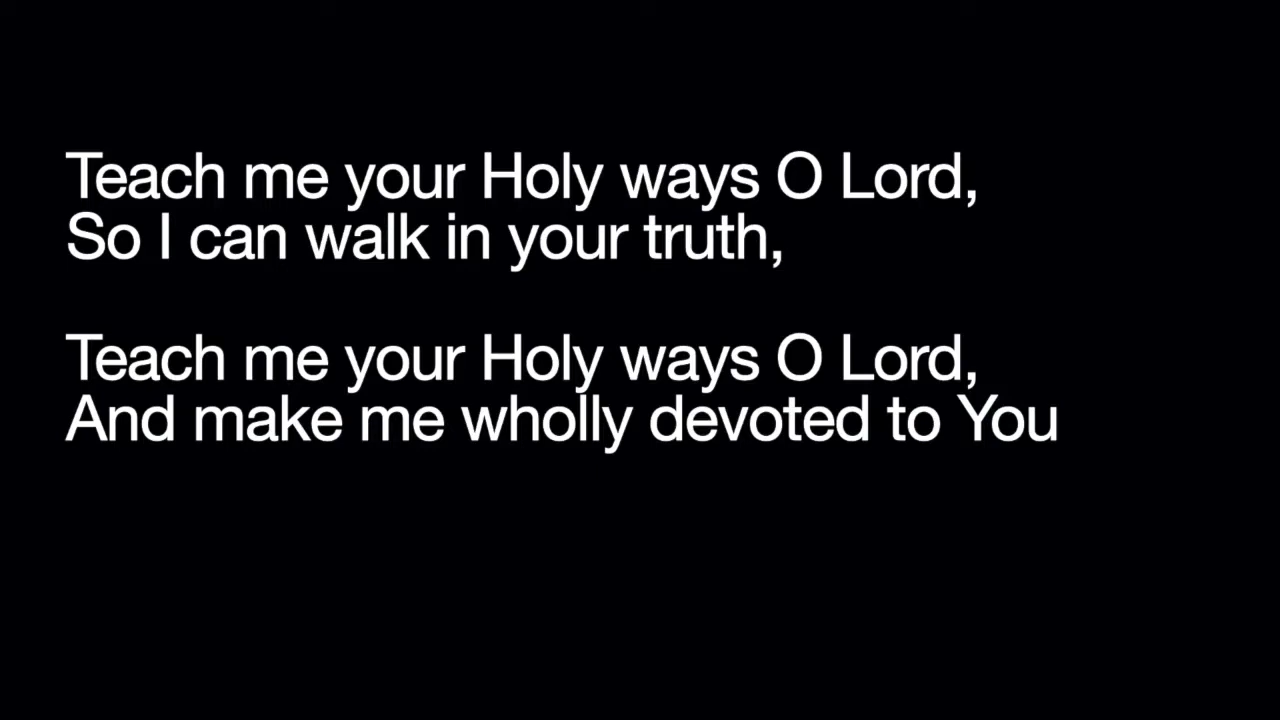 Teach me your Holy ways O Lord,
So I can walk in your truth,
Teach me your Holy ways O Lord,
And make me wholly devoted to You